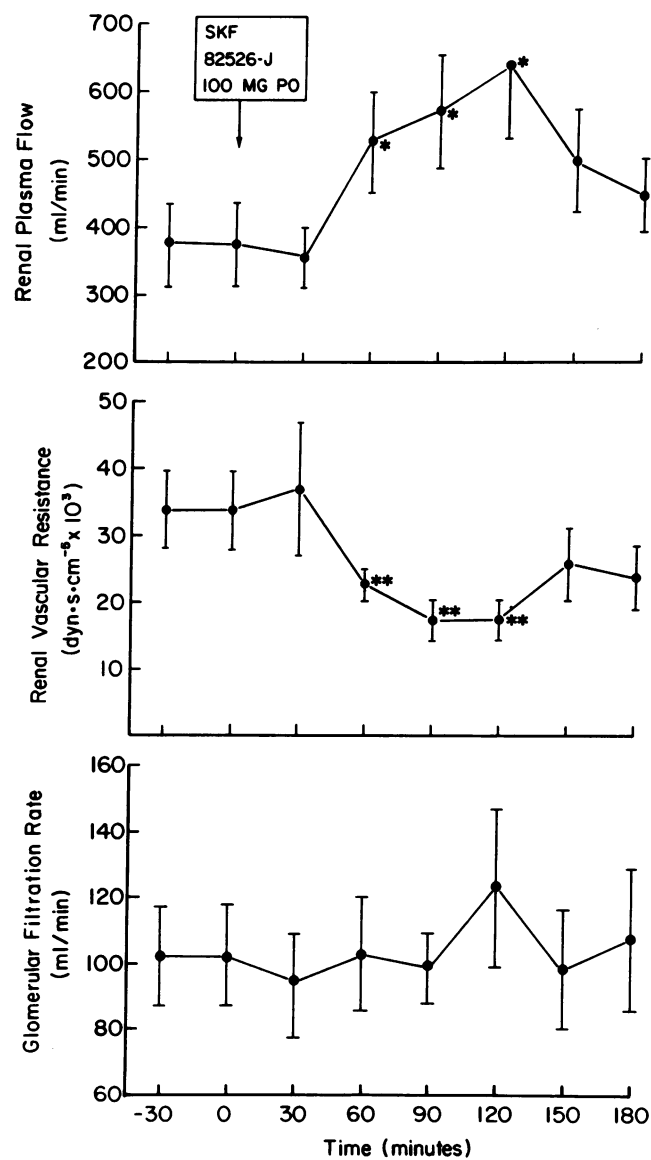 700
600
500
400
300
200
Renal Plasma Flow
(ml/min)
SKF
82526-J
100 MG PO
*
*
*
50
40
30
20
10
Renal Vascular Resistance
(dyn•s•cm⁻⁵x 10³)
**
**
**
160
140
120
100
80
60
Glomerular Filtration Rate
(ml/min)
-30 0 30 60 90 120 150 180
Time (minutes)